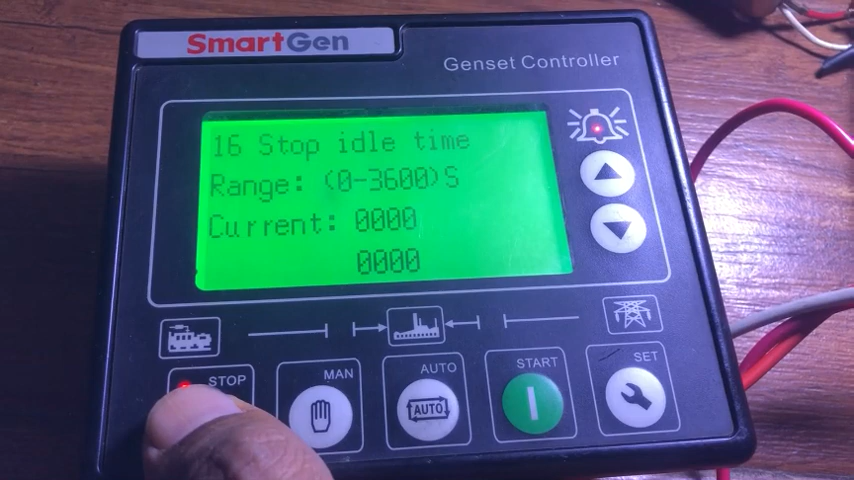 SmartGen
Genset Controller
16 Stop idle time
Range: (0-3600)S
Current: 0000
0000
STOP
MAN
AUTO
START
SET
AUTO